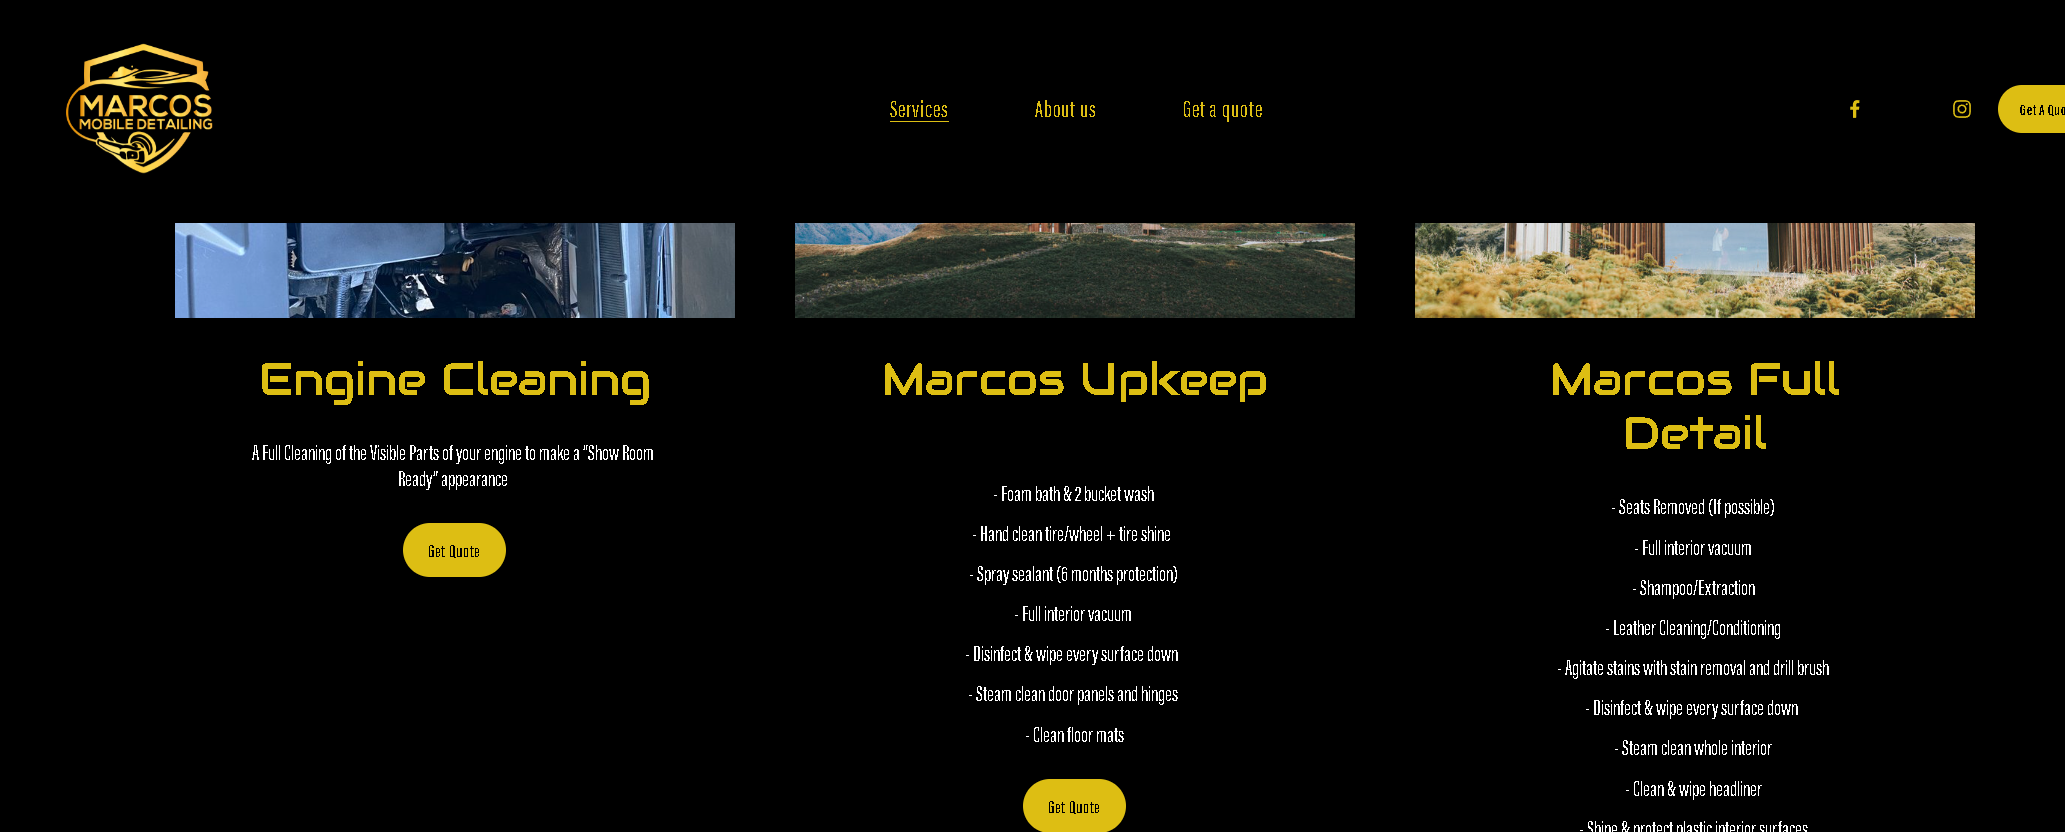 MARCOS
MOBILE DETAILING
Services
About us
Get a quote
Get A Quo
Engine Cleaning
A Full Cleaning of the Visible Parts of your engine to make a "Show Room
Ready" appearance
Get Quote
Marcos Upkeep
- Foam bath & 2 bucket wash
- Hand clean tire/wheel + tire shine
- Spray sealant (6 months protection)
- Full interior vacuum
- Disinfect & wipe every surface down
- Steam clean door panels and hinges
- Clean floor mats
Get Quote
Marcos Full
Detail
- Seats Removed (If possible)
- Full interior vacuum
- Shampoo/Extraction
- Leather Cleaning/Conditioning
- Agitate stains with stain removal and drill brush
- Disinfect & wipe every surface down
- Steam clean whole interior
- Clean & wipe headliner
- Shine & protect plastic interior surfaces